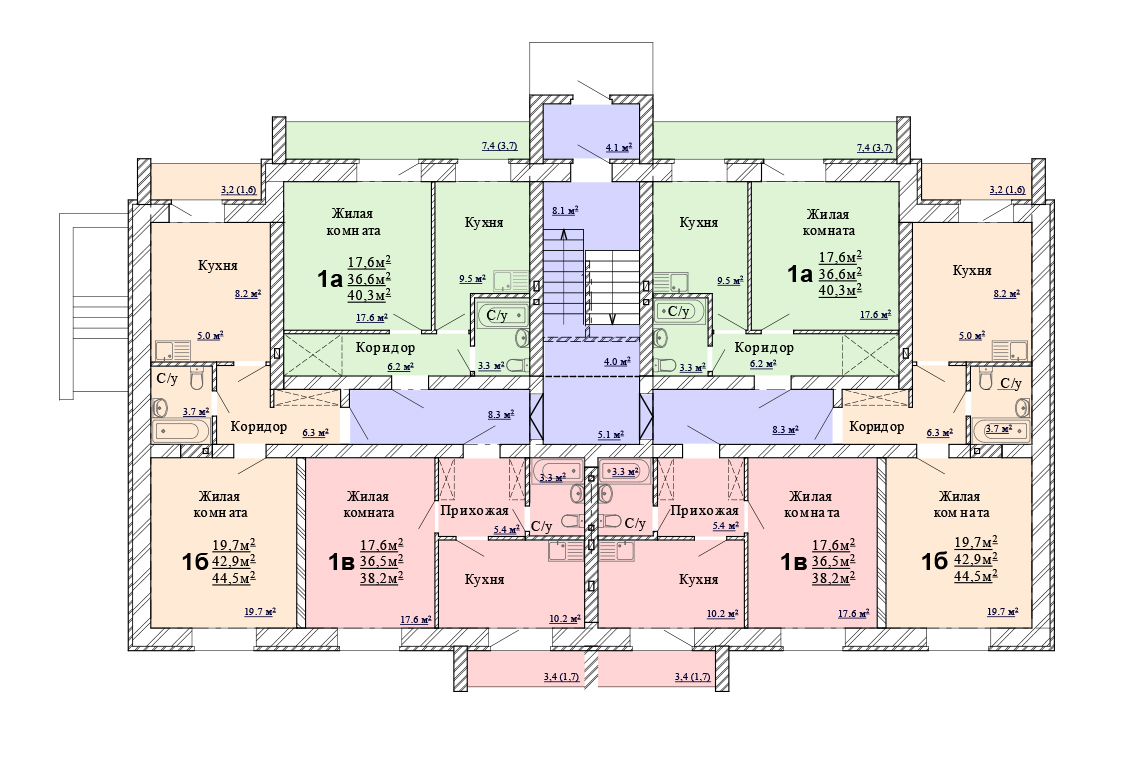 7,4 (3,7)
4.1 м²
7,4 (3,7)
3,2 (1,6)
3,2 (1,6)
Жилая
комната
1а
17,6м²
36,6м²
40,3м²
17.6 м²
Кухня
9.5 м²
8.1 м²
Кухня
9.5 м²
Жилая
комната
1а
17,6м²
36,6м²
40,3м²
17.6 м²
Кухня
8.2 м²
5.0 м²
Кухня
8.2 м²
5.0 м²
С/у
3.3 м²
С/у
3.3 м²
Коридор
6.2 м²
4.0 м²
Коридор
6.2 м²
С/у
3.7 м²
Коридор
6.3 м²
8.3 м²
5.1 м²
8.3 м²
Коридор
6.3 м²
С/у
3.7 м²
Жилая
комната
1б
19,7м²
42,9м²
44,5м²
19.7 м²
Жилая
комната
1в
17,6м²
36,5м²
38,2м²
17.6 м²
Прихожая
5.4 м²
3.3 м²
С/у
Кухня
10.2 м²
3.3 м²
С/у
Прихожая
5.4 м²
Кухня
10.2 м²
Жилая
комната
1в
17,6м²
36,5м²
38,2м²
17.6 м²
Жилая
комната
1б
19,7м²
42,9м²
44,5м²
19.7 м²
3,4 (1,7)
3,4 (1,7)